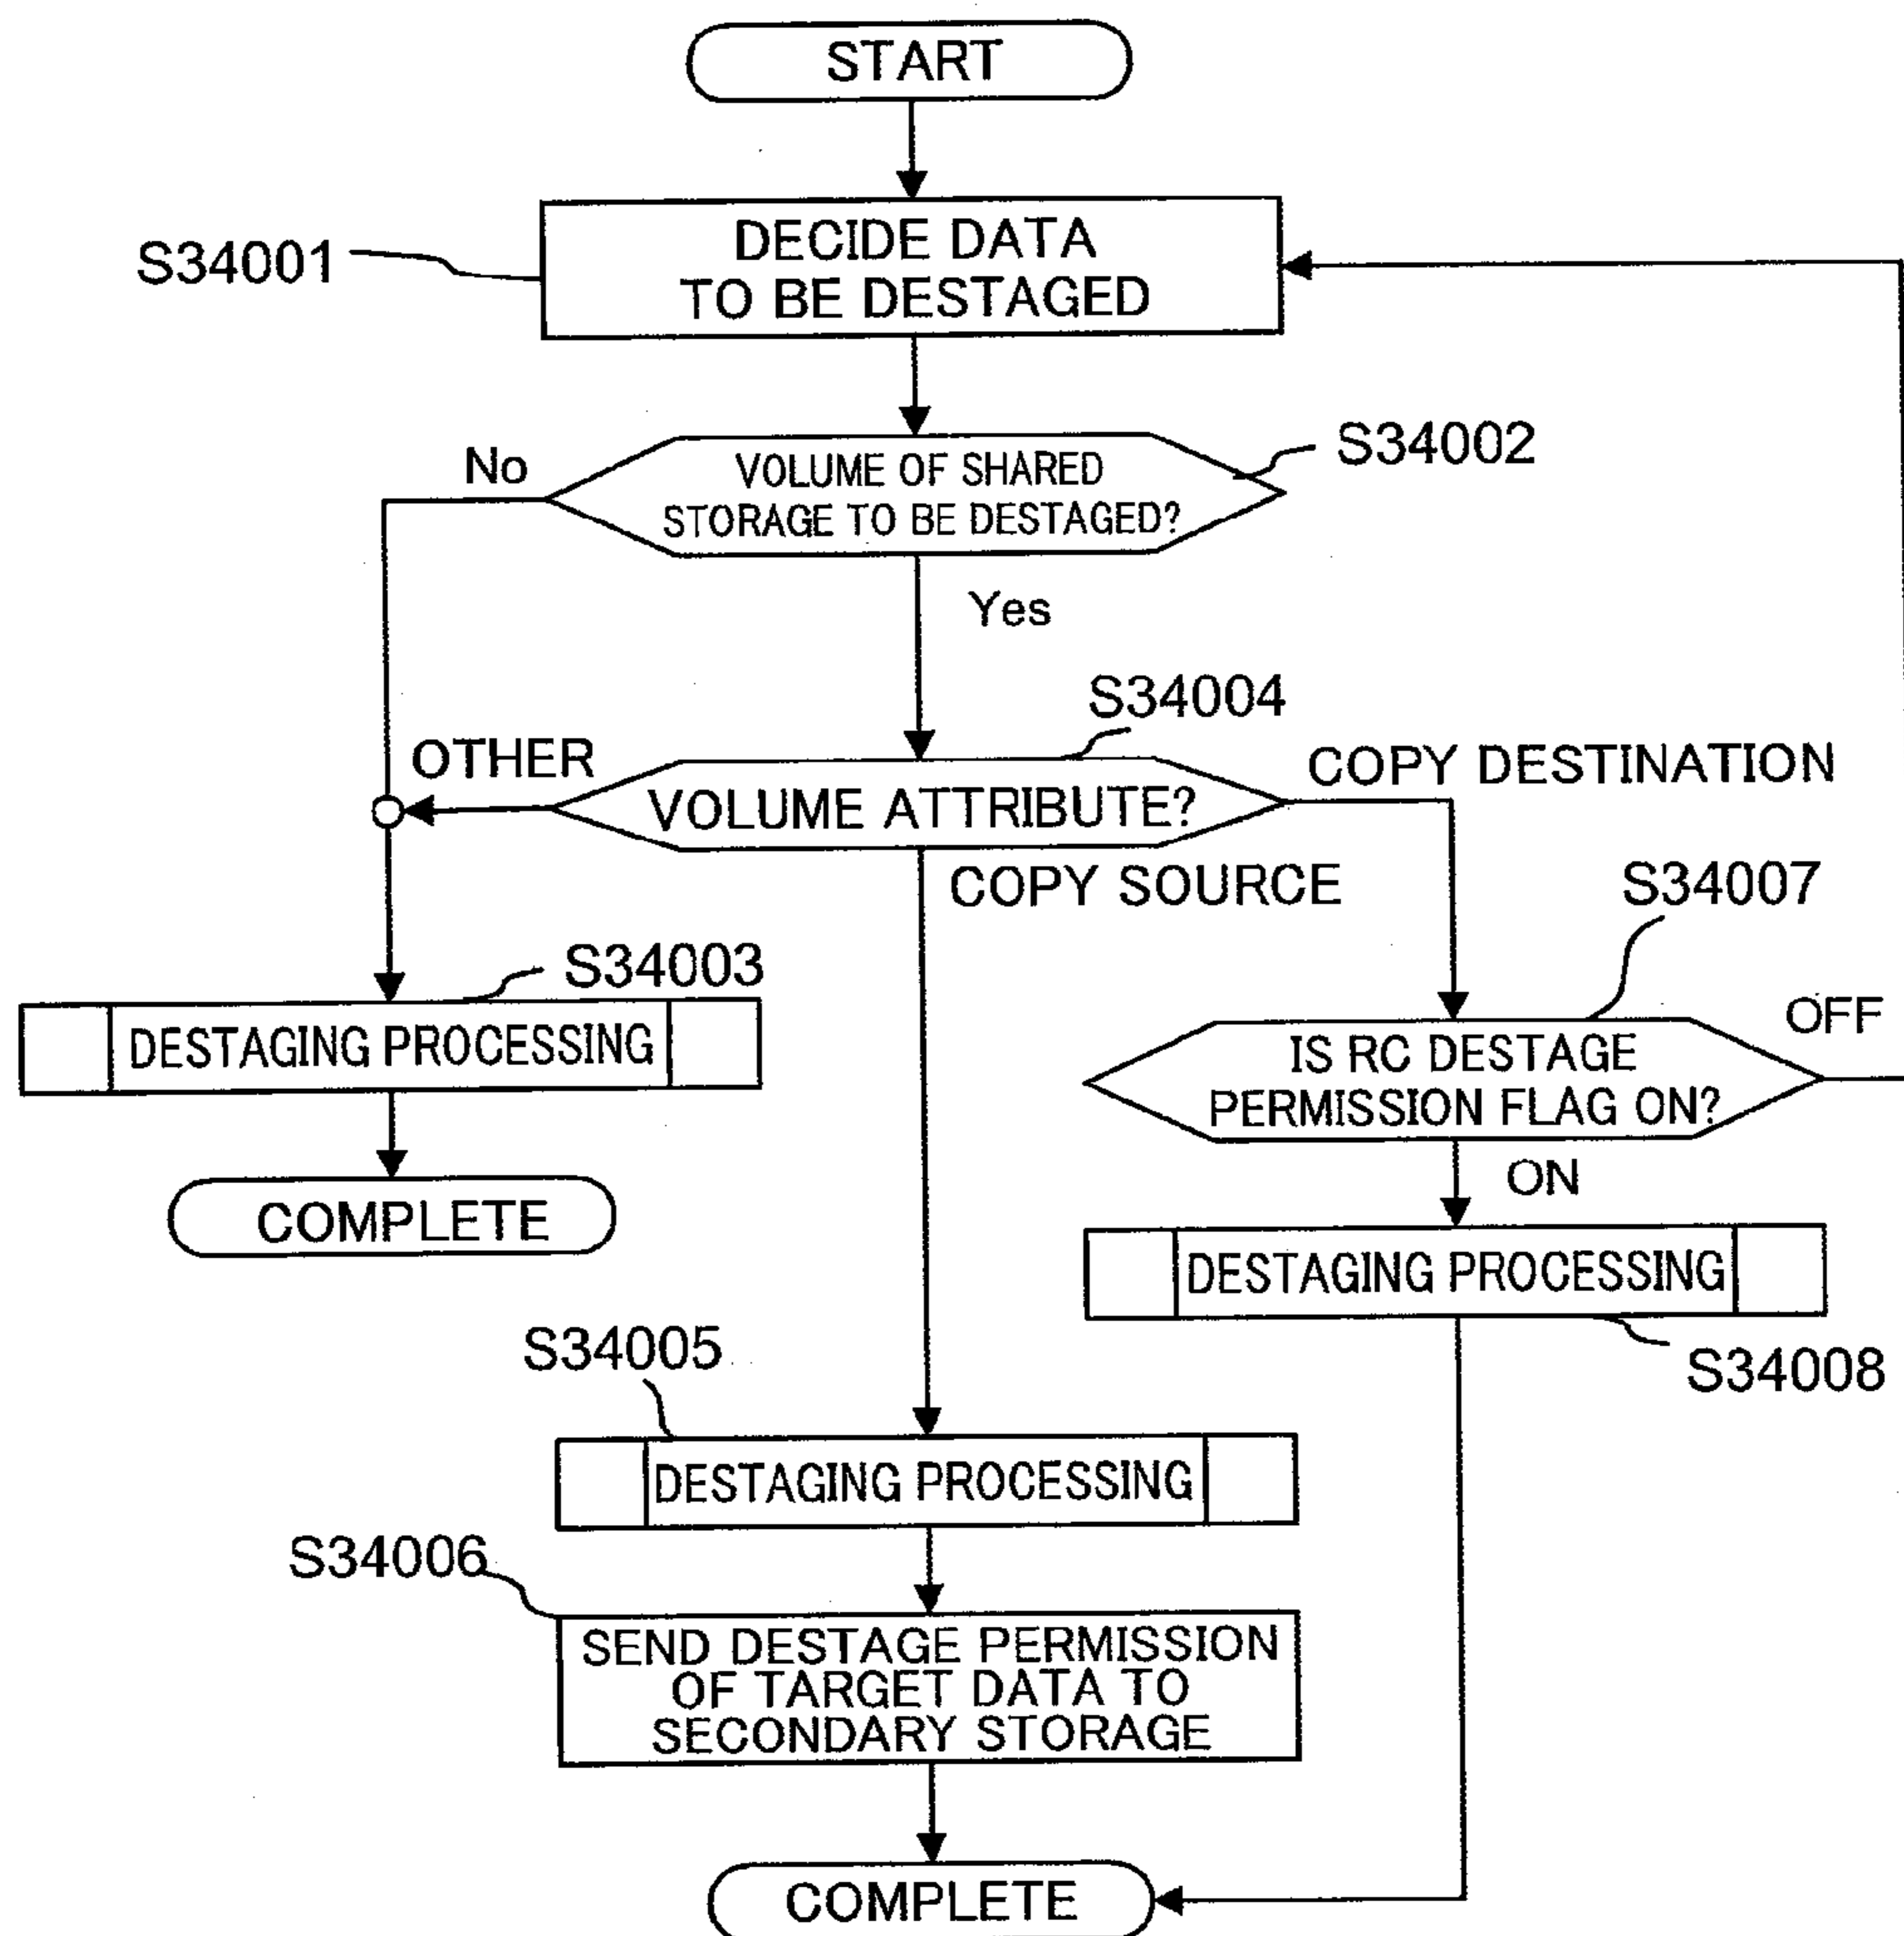 START
S34001
DECIDE DATA
TO BE DESTAGED
No
VOLUME OF SHARED
STORAGE TO BE DESTAGED?
S34002
Yes
S34004
OTHER
VOLUME ATTRIBUTE?
COPY DESTINATION
COPY SOURCE
S34007
S34003
DESTAGING PROCESSING
OFF
IS RC DESTAGE
PERMISSION FLAG ON?
ON
COMPLETE
DESTAGING PROCESSING
S34008
S34005
DESTAGING PROCESSING
S34006
SEND DESTAGE PERMISSION
OF TARGET DATA TO
SECONDARY STORAGE
COMPLETE